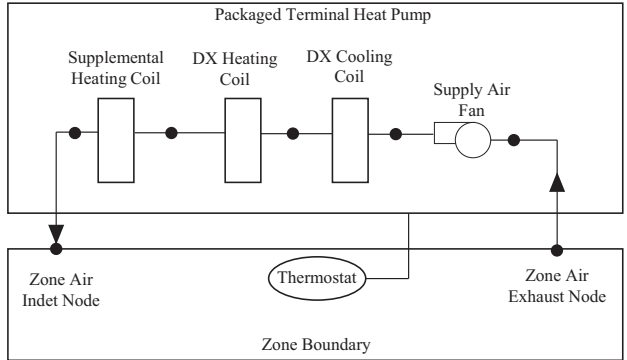 Packaged Terminal Heat Pump
Supplemental
Heating Coil
DX Heating
Coil
DX Cooling
Coil
Supply Air
Fan
Zone Air
Indet Node
Thermostat
Zone Air
Exhaust Node
Zone Boundary